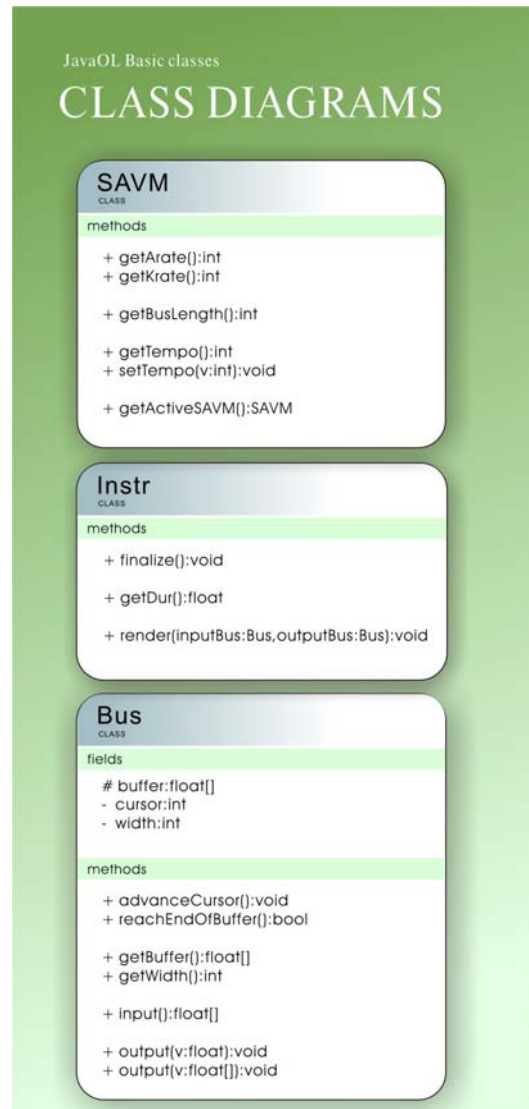 JavaOL Basic classes
CLASS DIAGRAMS
SAVM
CLASS
methods
+ getArate():int
+ getKrate():int
+ getBusLength():int
+ getTempo():int
+ setTempo(v:int):void
+ getActiveSAVM():SAVM
Instr
CLASS
methods
+ finalize():void
+ getDur():float
+ render(inputBus:Bus,outputBus:Bus):void
Bus
CLASS
fields
# buffer:float[]
- cursor:int
- width:int
methods
+ advanceCursor():void
+ reachEndOfBuffer():bool
+ getBuffer():float[]
+ getWidth():int
+ input():float[]
+ output(v:float):void
+ output(v:float[]):void